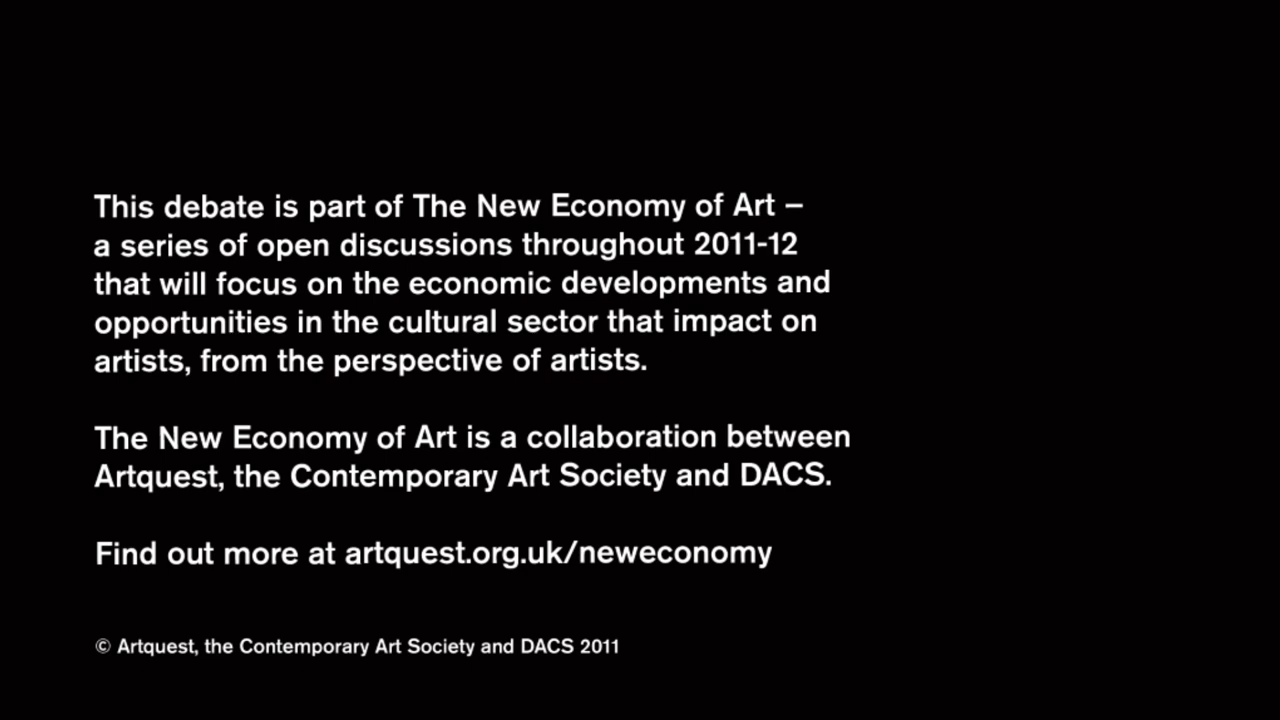 This debate is part of The New Economy of Art –
a series of open discussions throughout 2011-12
that will focus on the economic developments and
opportunities in the cultural sector that impact on
artists, from the perspective of artists.
The New Economy of Art is a collaboration between
Artquest, the Contemporary Art Society and DACS.
Find out more at artquest.org.uk/neweconomy
© Artquest, the Contemporary Art Society and DACS 2011